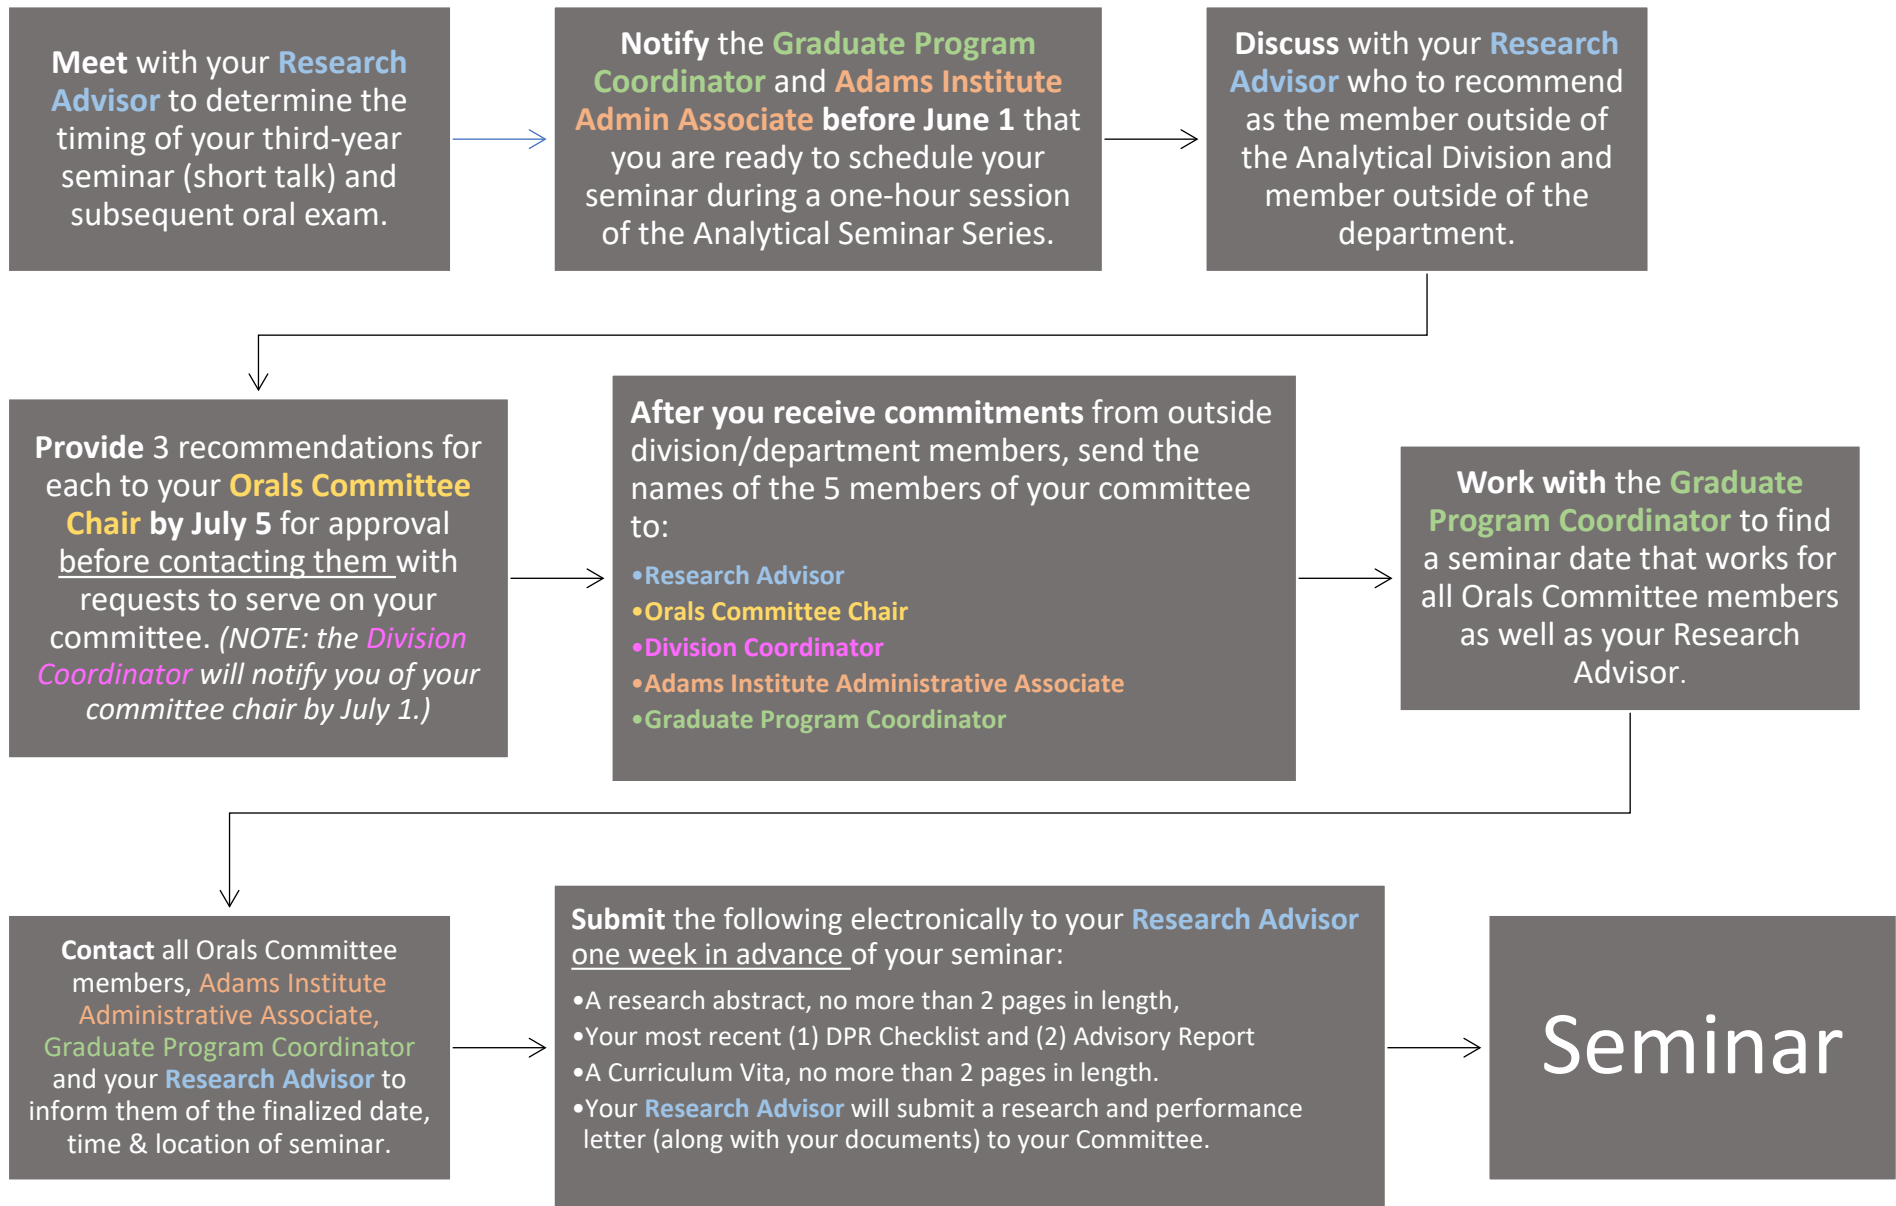 Meet with your Research
Advisor to determine the
timing of your third-year
seminar (short talk) and
subsequent oral exam.
Notify the Graduate Program
Coordinator and Adams Institute
Admin Associate before June 1 that
you are ready to schedule your
seminar during a one-hour session
of the Analytical Seminar Series.
Discuss with your Research
Advisor who to recommend
as the member outside of
the Analytical Division and
member outside of the
department.
Provide 3 recommendations for
each to your Orals Committee
Chair by July 5 for approval
before contacting them with
requests to serve on your
committee. (NOTE: the Division
Coordinator will notify you of your
committee chair by July 1.)
After you receive commitments from outside
division/department members, send the
names of the 5 members of your committee
to:
•Research Advisor
•Orals Committee Chair
•Division Coordinator
•Adams Institute Administrative Associate
•Graduate Program Coordinator
Work with the Graduate
Program Coordinator to find
a seminar date that works for
all Orals Committee members
as well as your Research
Advisor.
Contact all Orals Committee
members, Adams Institute
Administrative Associate,
Graduate Program Coordinator
and your Research Advisor to
inform them of the finalized date,
time & location of seminar.
Submit the following electronically to your Research Advisor
one week in advance of your seminar:
•A research abstract, no more than 2 pages in length,
•Your most recent (1) DPR Checklist and (2) Advisory Report
•A Curriculum Vita, no more than 2 pages in length.
•Your Research Advisor will submit a research and performance
letter (along with your documents) to your Committee.
Seminar